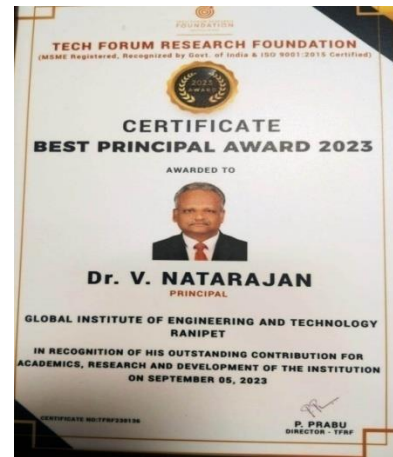 FOUNDATION
TECH FORUM RESEARCH FOUNDATION
(MSME Registered, Recognized by Govt. of India & ISO 9001:2015 Certified)
2023
AWARD
CERTIFICATE
BEST PRINCIPAL AWARD 2023
AWARDED TO
Dr. V. NATARAJAN
PRINCIPAL
GLOBAL INSTITUTE OF ENGINEERING AND TECHNOLOGY
RANIPET
IN RECOGNITION OF HIS OUTSTANDING CONTRIBUTION FOR
ACADEMICS, RESEARCH AND DEVELOPMENT OF THE INSTITUTION
ON SEPTEMBER 05, 2023
CERTIFICATE NO:
P. PRABU
DIRECTOR - TFRF